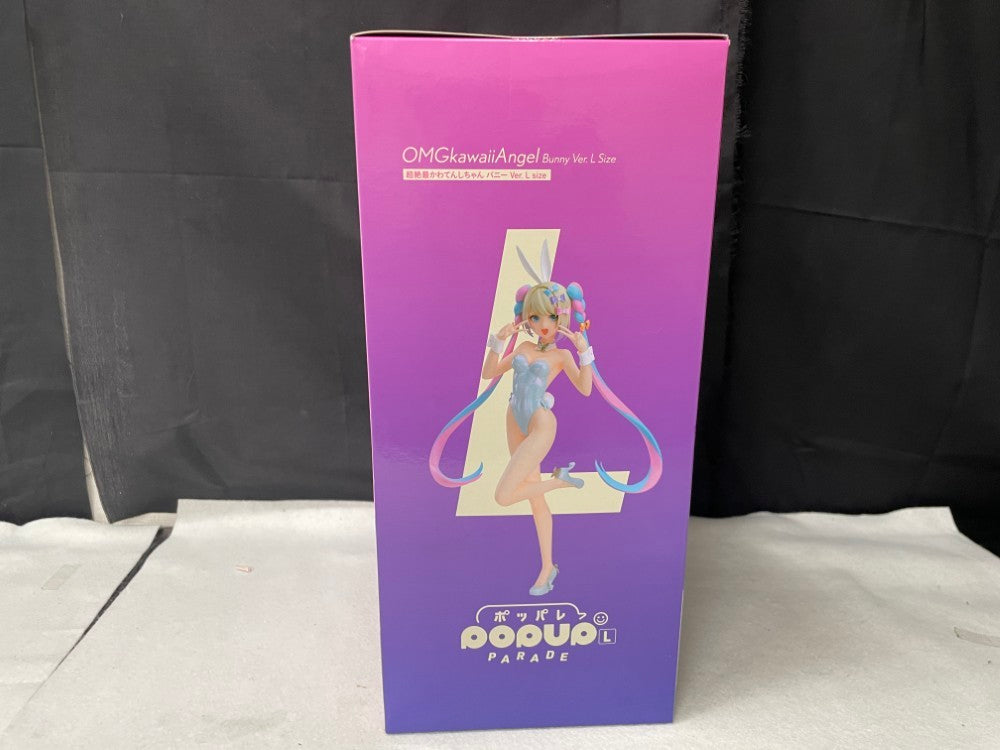 OMGkawaiiAngel Bunny Ver. L Size
超絶最かわてんしちゃん バニー Ver. L size
ポッパレ
POPUP L
PARADE